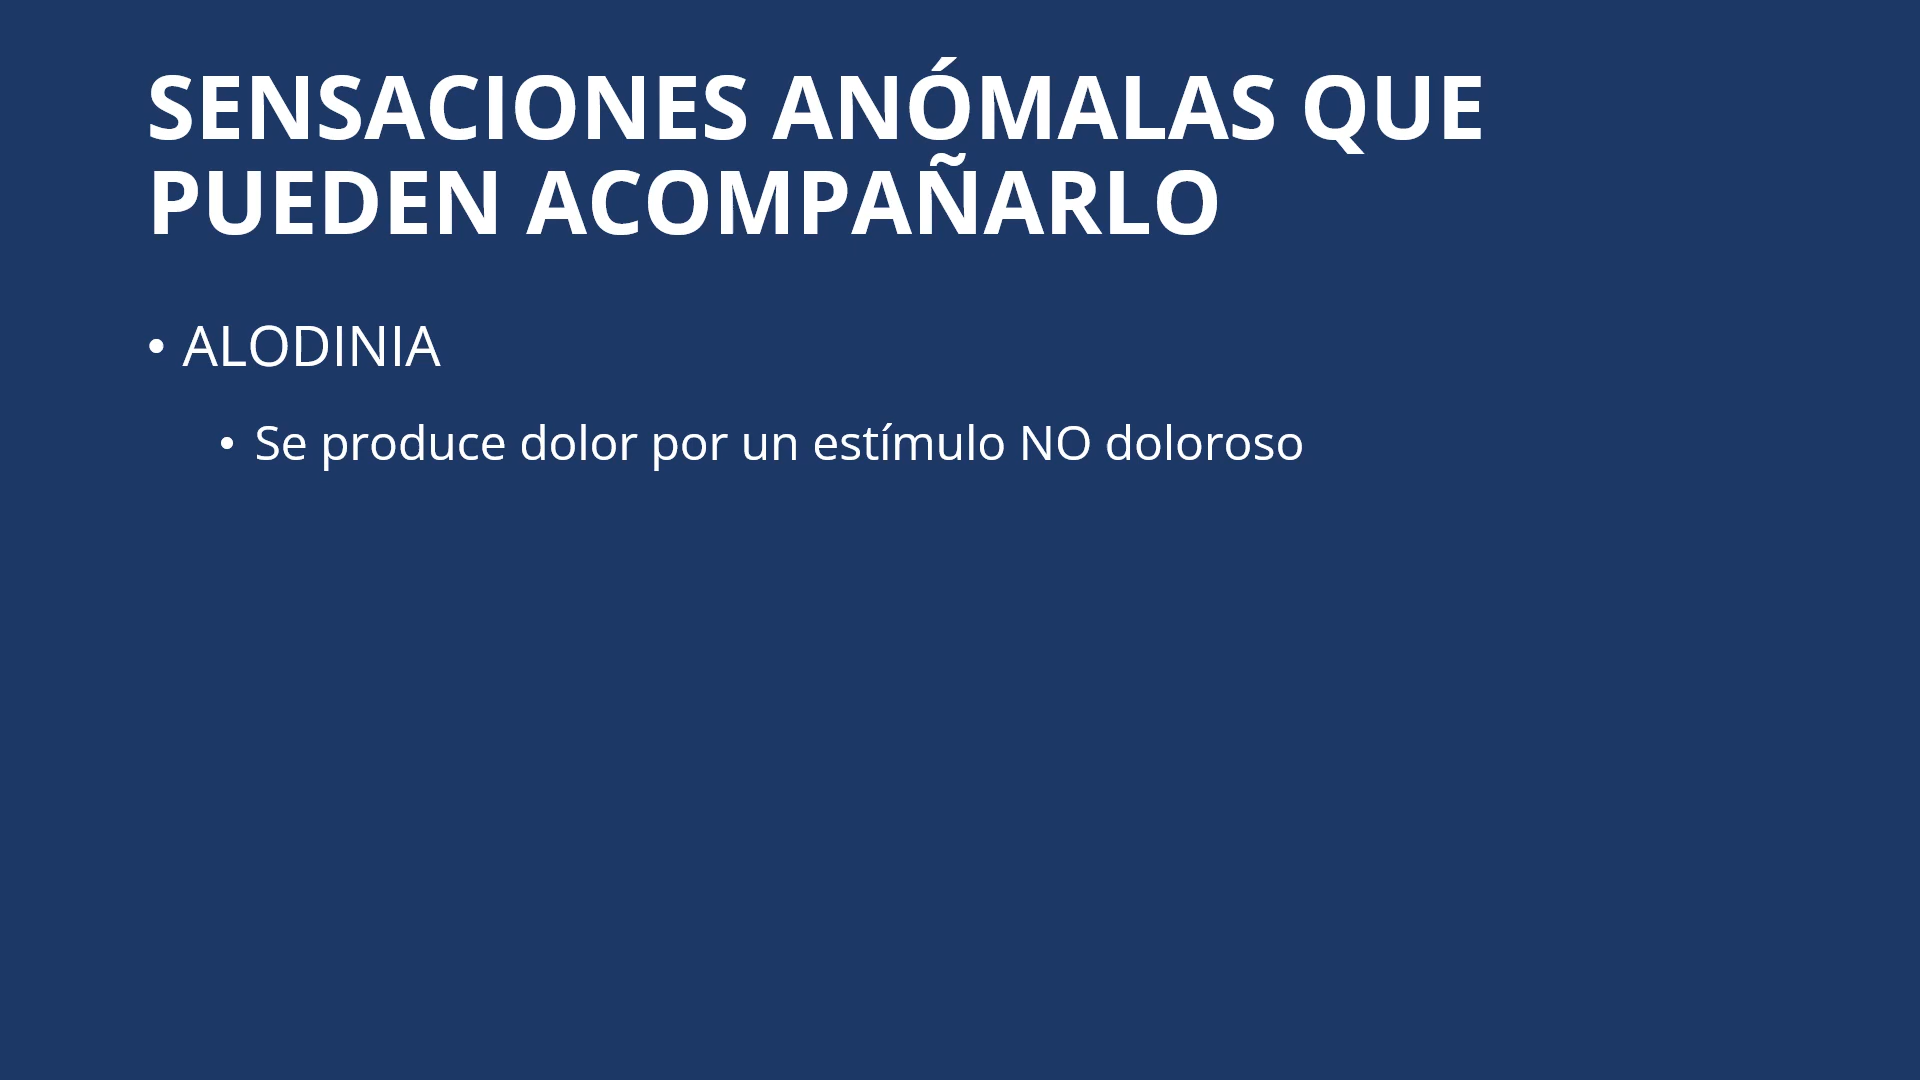 SENSACIONES ANÓMALAS QUE
PUEDEN ACOMPAÑARLO
• ALODINIA
• Se produce dolor por un estímulo NO doloroso